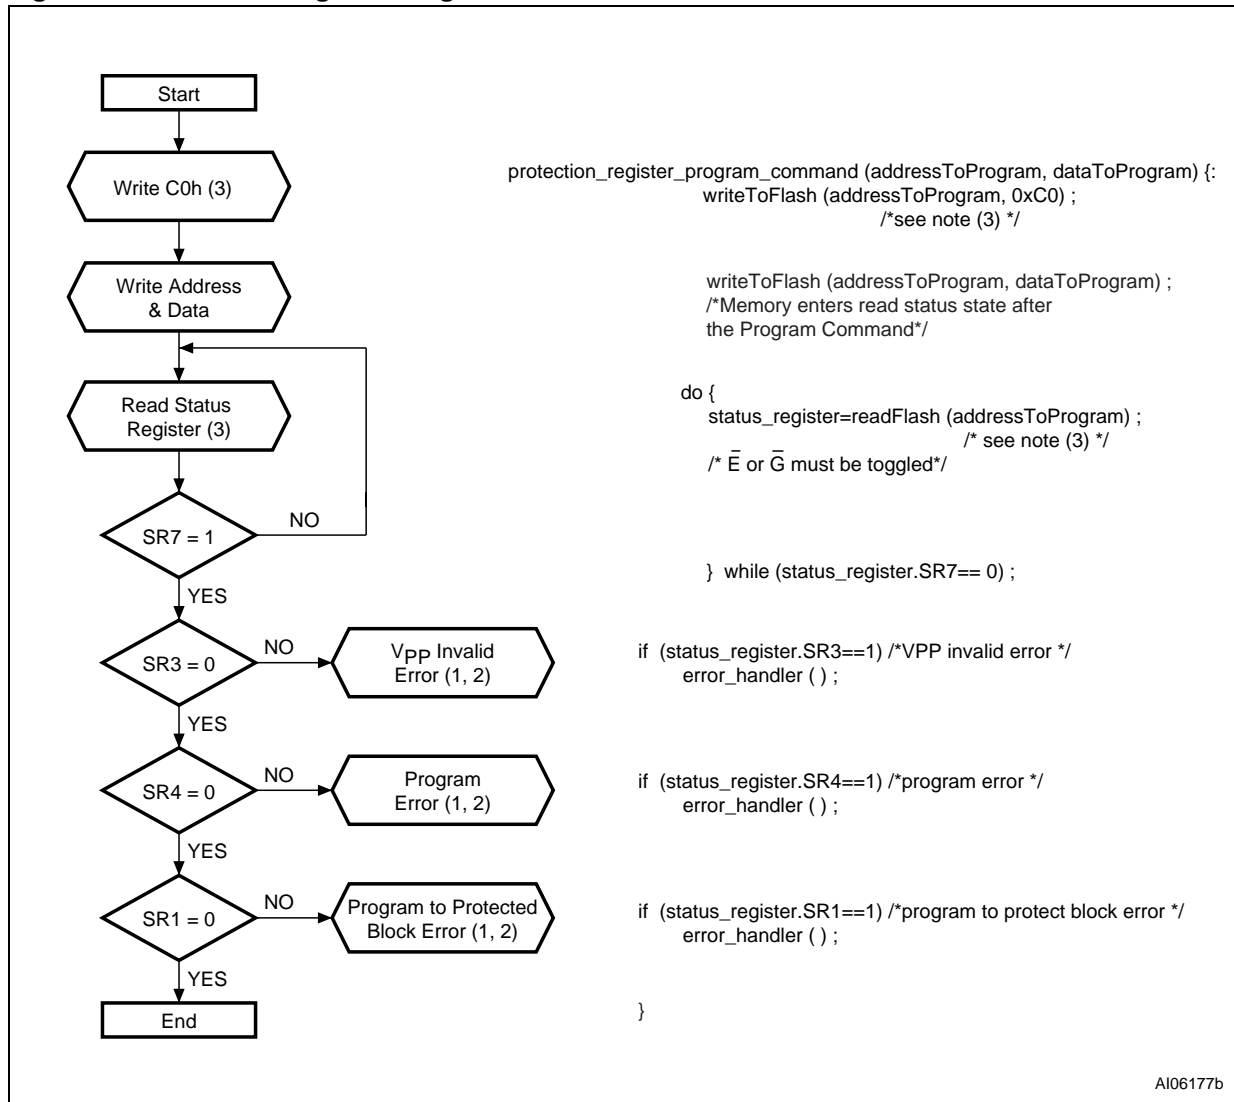 Start
Write C0h (3)
Write Address
& Data
Read Status
Register (3)
SR7 = 1
NO
YES
SR3 = 0
NO
VPP Invalid
Error (1, 2)
YES
SR4 = 0
NO
Program
Error (1, 2)
YES
SR1 = 0
NO
Program to Protected
Block Error (1, 2)
YES
End
protection_register_program_command (addressToProgram, dataToProgram) {:
writeToFlash (addressToProgram, 0xC0) ;
/*see note (3) */
writeToFlash (addressToProgram, dataToProgram) ;
/*Memory enters read status state after
the Program Command*/
do {
status_register=readFlash (addressToProgram) ;
/* see note (3) */
/* E̅ or G̅ must be toggled*/
} while (status_register.SR7== 0) ;
if (status_register.SR3==1) /*VPP invalid error */
error_handler ( ) ;
if (status_register.SR4==1) /*program error */
error_handler ( ) ;
if (status_register.SR1==1) /*program to protect block error */
error_handler ( ) ;
}
AI06177b